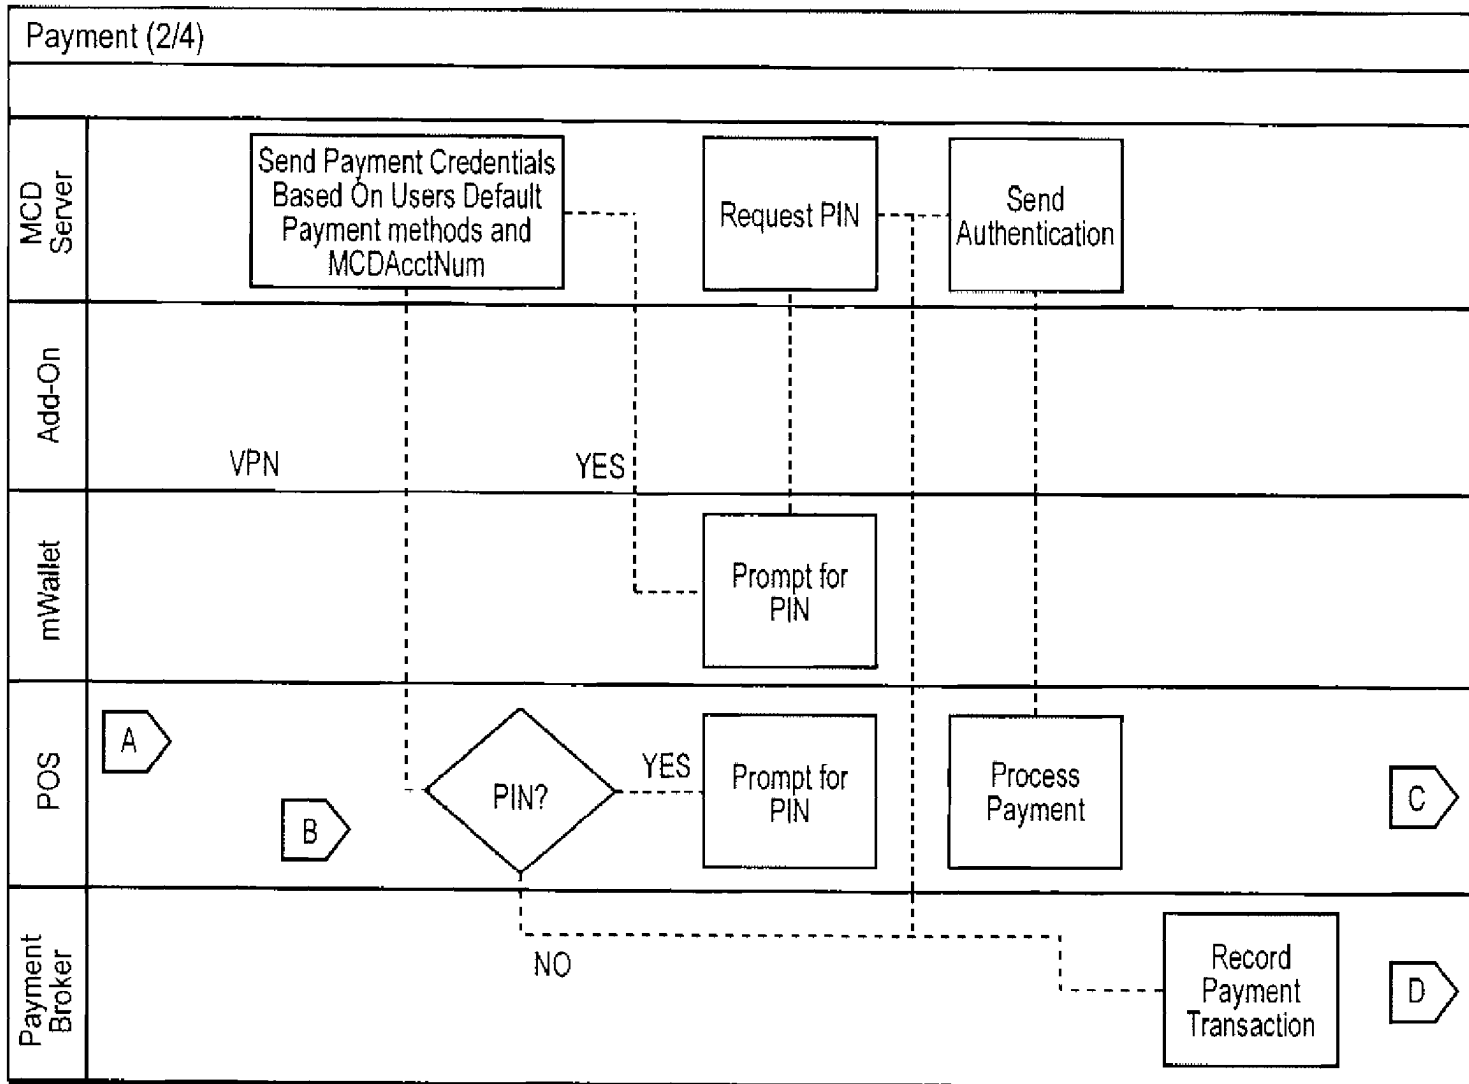 Payment (2/4)
MCD
Server
Send Payment Credentials
Based On Users Default
Payment methods and
MCDAcctNum
Request PIN
Send
Authentication
Add-On
VPN
YES
mWallet
Prompt for
PIN
POS
A
B
PIN?
YES
Prompt for
PIN
Process
Payment
C
Payment
Broker
NO
Record
Payment
Transaction
D